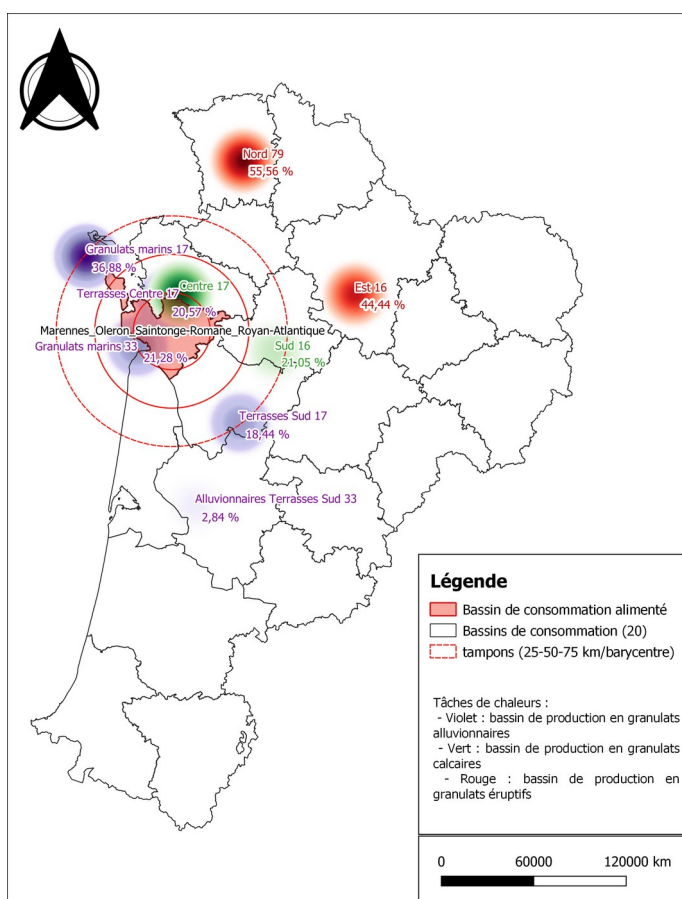 Nord 79
55,56 %
Granulats marins 17
36,88 %
Centre 17
Terrasses Centre 17
20,57 %
Est 16
44,44 %
Marennes_Oleron_Saintonge-Romane_Royan-Atlantique
Granulats marins 33
21,28 %
Sud 16
21,05 %
Terrasses Sud 17
18,44 %
Alluvionnaires Terrasses Sud 33
2,84 %
Légende
Bassin de consommation alimenté
Bassins de consommation (20)
tampons (25-50-75 km/barycentre)
Tâches de chaleurs :
- Violet : bassin de production en granulats
alluvionnaires
- Vert : bassin de production en granulats
calcaires
- Rouge : bassin de production en
granulats éruptifs
0 60000 120000 km